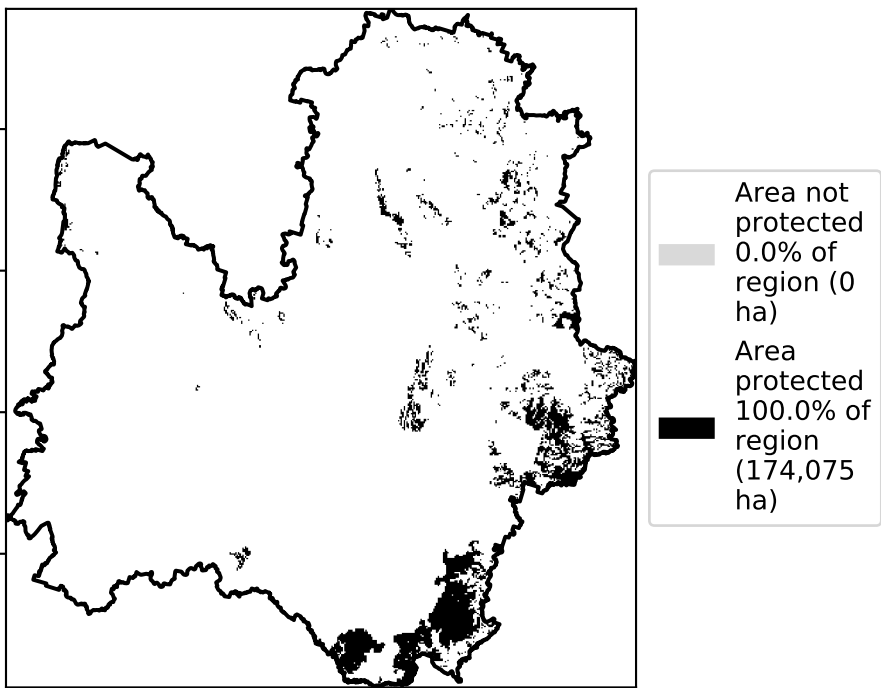 Area not
protected
0.0% of
region (0
ha)
Area
protected
100.0% of
region
(174,075
ha)